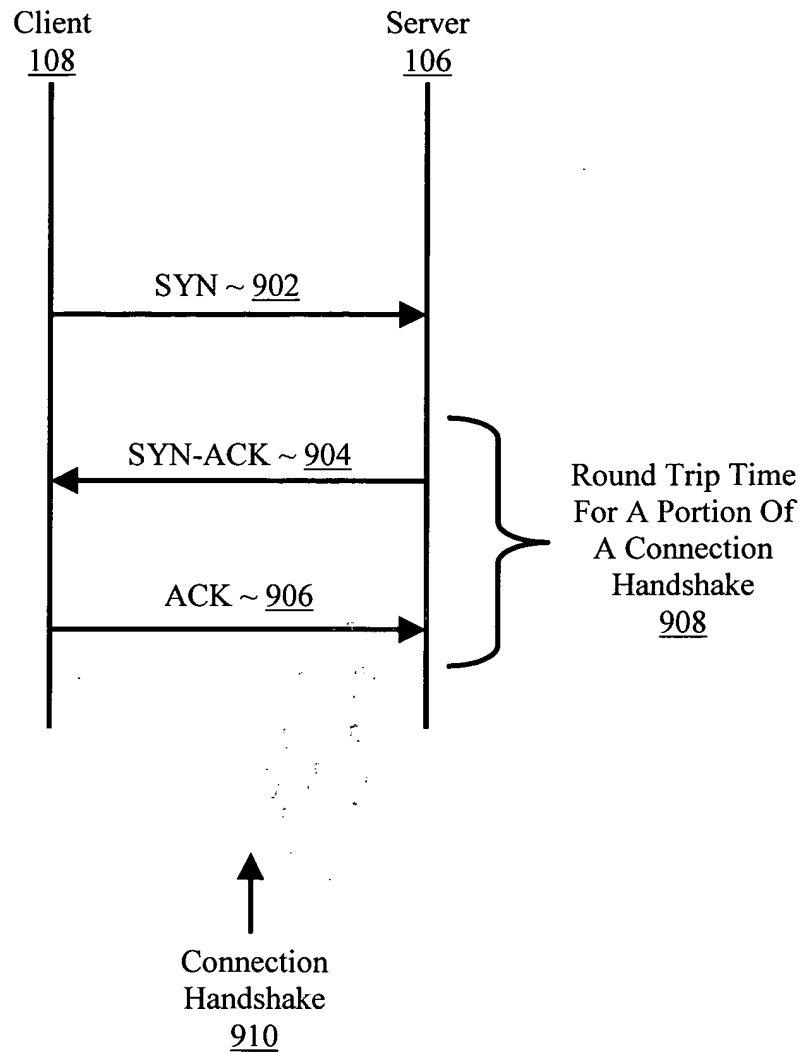 Client
108
Server
106
SYN ~ 902
SYN-ACK ~ 904
ACK ~ 906
Round Trip Time
For A Portion Of
A Connection
Handshake
908
Connection
Handshake
910